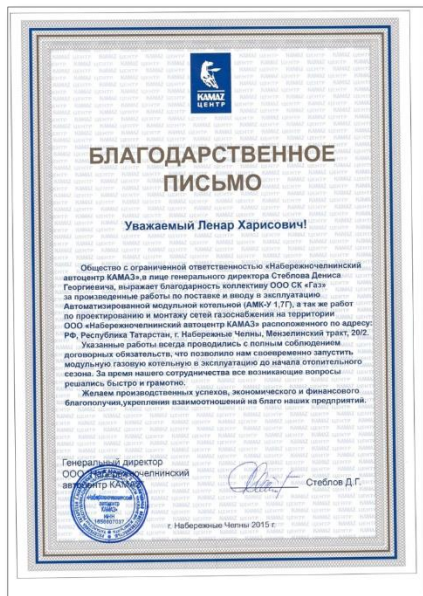 KAMAZ
ЦЕНТР
БЛАГОДАРСТВЕННОЕ
ПИСЬМО
Уважаемый Ленар Харисович!
Общество с ограниченной ответственностью «Набережночелнинский
автоцентр КАМАЗ»,в лице генерального директора Стеблова Дениса
Георгиевича, выражает благодарность коллективу ООО СК «Газ»
за произведенные работы по поставке и вводу в эксплуатацию
Автоматизированной модульной котельной (АМК-У 1,7Г), а так же работ
по проектированию и монтажу сетей газоснабжения на территории
ООО «Набережночелнинский автоцентр КАМАЗ» расположенного по адресу:
РФ, Республика Татарстан, г. Набережные Челны, Мензелинский тракт, 20/2.
Указанные работы всегда проводились с полным соблюдением
договорных обязательств, что позволило нам своевременно запустить
модульную газовую котельную в эксплуатацию до начала отопительного
сезона. За время нашего сотрудничества все возникающие вопросы
решались быстро и грамотно.
Желаем производственных успехов, экономического и финансового
благополучия,укрепления взаимоотношений на благо наших предприятий.
Генеральный директор
ООО Набережночелнинский
автоцентр КАМАЗ
Стеблов Д.Г.
«Набережночелнинский
автоцентр
КАМАЗ»
ИНН
г. Набережные Челны 2015 г.